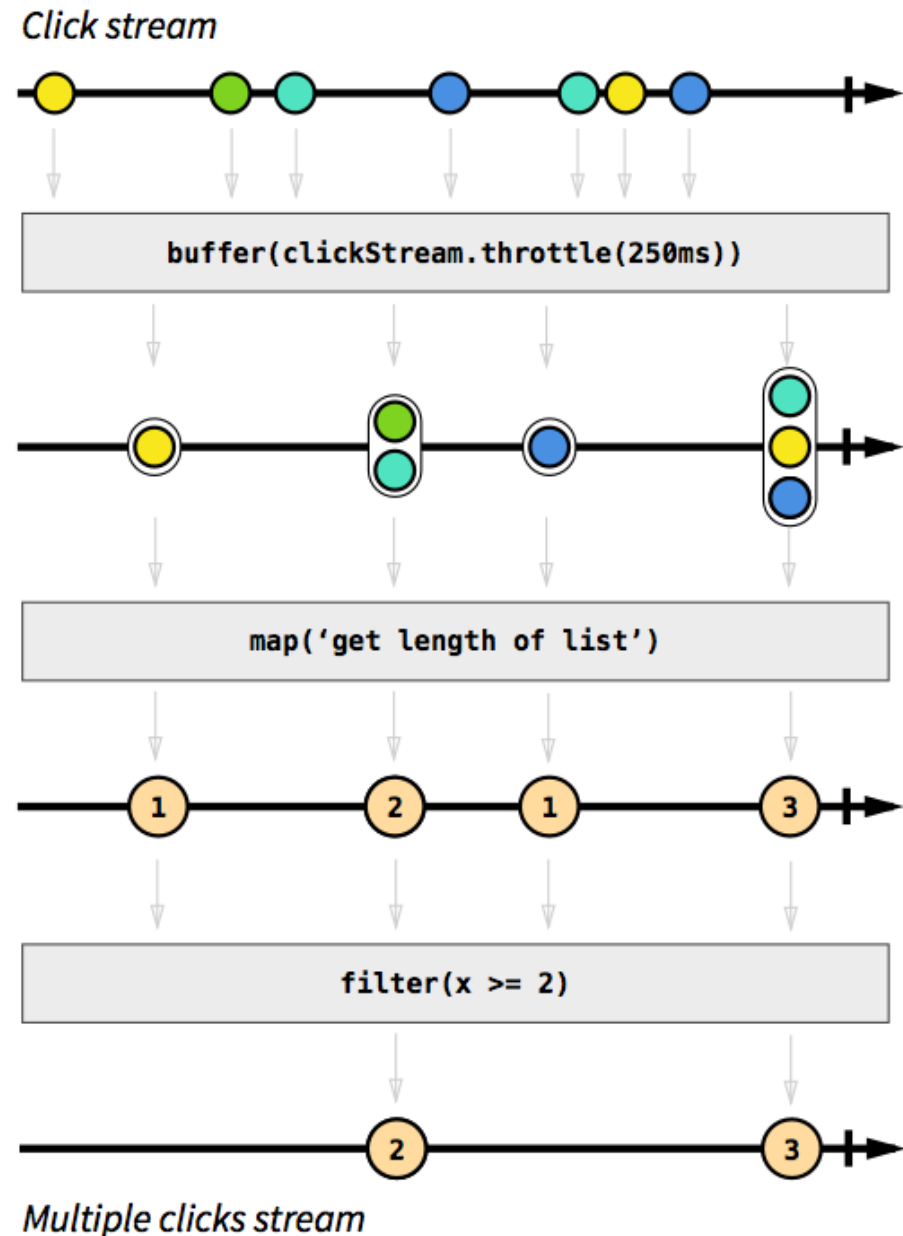 Click stream
buffer(clickStream.throttle(250ms))
map(‘get length of list’)
1 2 1 3
filter(x >= 2)
2 3
Multiple clicks stream